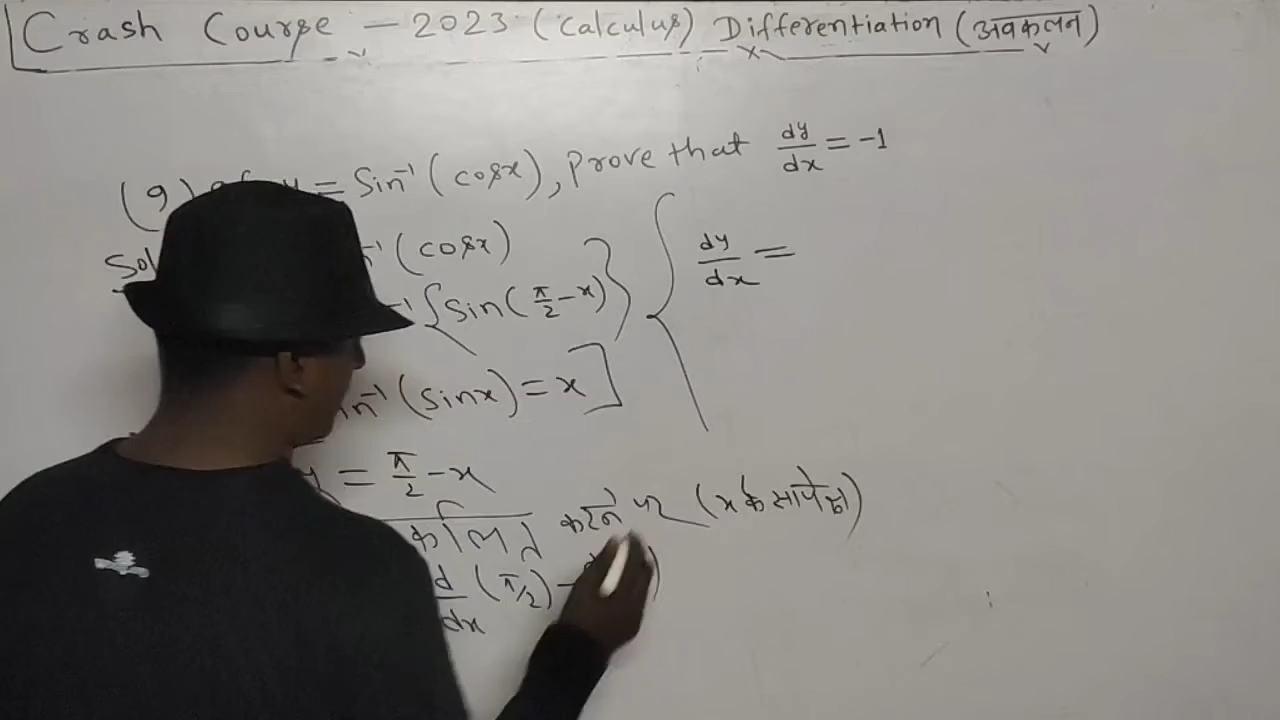 Crash Course – 2023 (Calculus) Differentiation (अवकलन)
(9) = Sin⁻¹ (cosx), Prove that dy/dx = -1
Sol (cosx)
{Sin(π/2 - x)}
(Sinx) = x]
{ dy/dx =
= π/2 - x
कलित करने पर (x के सापेक्ष)
d/dx (π/2) -